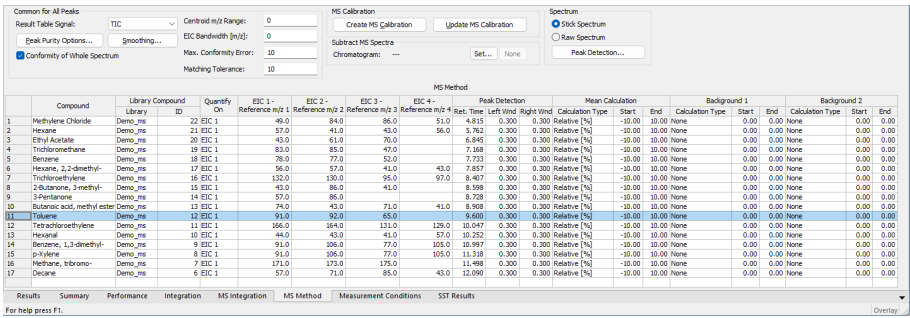 Common for All Peaks
Result Table Signal: TIC
Peak Purity Options... Smoothing...
Conformity of Whole Spectrum
Centroid m/z Range: 0
EIC Bandwidth [m/z]: 0
Max. Conformity Error: 10
Matching Tolerance: 10
MS Calibration
Create MS Calibration Update MS Calibration
Subtract MS Spectra
Chromatogram: --- Set... None
Spectrum
Stick Spectrum
Raw Spectrum
Peak Detection...
MS Method
Compound Library Compound Quantify On EIC 1 - Reference m/z 1 EIC 2 - Reference m/z 2 EIC 3 - Reference m/z 3 EIC 4 - Reference m/z 4 Peak Detection Mean Calculation Background 1 Background 2
Library ID Ret. Time Left Wnd Right Wnd Calculation Type Start End Calculation Type Start End Calculation Type Start End
1 Methylene Chloride Demo_ms 22 EIC 1 49.0 84.0 86.0 51.0 4.815 0.300 0.300 Relative [%] -10.00 10.00 None 0.00 0.00 None 0.00 0.00
2 Hexane Demo_ms 21 EIC 1 57.0 41.0 43.0 56.0 5.762 0.300 0.300 Relative [%] -10.00 10.00 None 0.00 0.00 None 0.00 0.00
3 Ethyl Acetate Demo_ms 20 EIC 1 43.0 61.0 70.0 6.845 0.300 0.300 Relative [%] -10.00 10.00 None 0.00 0.00 None 0.00 0.00
4 Trichloromethane Demo_ms 19 EIC 1 83.0 85.0 47.0 7.168 0.300 0.300 Relative [%] -10.00 10.00 None 0.00 0.00 None 0.00 0.00
5 Benzene Demo_ms 18 EIC 1 78.0 77.0 52.0 7.733 0.300 0.300 Relative [%] -10.00 10.00 None 0.00 0.00 None 0.00 0.00
6 Hexane, 2,2-dimethyl- Demo_ms 17 EIC 1 56.0 57.0 41.0 43.0 7.857 0.300 0.300 Relative [%] -10.00 10.00 None 0.00 0.00 None 0.00 0.00
7 Trichloroethylene Demo_ms 16 EIC 1 132.0 130.0 95.0 97.0 8.407 0.300 0.300 Relative [%] -10.00 10.00 None 0.00 0.00 None 0.00 0.00
8 2-Butanone, 3-methyl- Demo_ms 15 EIC 1 43.0 86.0 41.0 8.598 0.300 0.300 Relative [%] -10.00 10.00 None 0.00 0.00 None 0.00 0.00
9 3-Pentanone Demo_ms 14 EIC 1 57.0 86.0 8.728 0.300 0.300 Relative [%] -10.00 10.00 None 0.00 0.00 None 0.00 0.00
10 Butanoic acid, methyl ester Demo_ms 13 EIC 1 74.0 43.0 71.0 41.0 8.908 0.300 0.300 Relative [%] -10.00 10.00 None 0.00 0.00 None 0.00 0.00
11 Toluene Demo_ms 12 EIC 1 91.0 92.0 65.0 9.600 0.300 0.300 Relative [%] -10.00 10.00 None 0.00 0.00 None 0.00 0.00
12 Tetrachloroethylene Demo_ms 11 EIC 1 166.0 164.0 131.0 129.0 10.047 0.300 0.300 Relative [%] -10.00 10.00 None 0.00 0.00 None 0.00 0.00
13 Hexanal Demo_ms 10 EIC 1 44.0 43.0 41.0 57.0 10.252 0.300 0.300 Relative [%] -10.00 10.00 None 0.00 0.00 None 0.00 0.00
14 Benzene, 1,3-dimethyl- Demo_ms 9 EIC 1 91.0 106.0 77.0 105.0 10.997 0.300 0.300 Relative [%] -10.00 10.00 None 0.00 0.00 None 0.00 0.00
15 p-Xylene Demo_ms 8 EIC 1 91.0 106.0 77.0 105.0 11.318 0.300 0.300 Relative [%] -10.00 10.00 None 0.00 0.00 None 0.00 0.00
16 Methane, tribromo- Demo_ms 7 EIC 1 171.0 173.0 175.0 11.498 0.300 0.300 Relative [%] -10.00 10.00 None 0.00 0.00 None 0.00 0.00
17 Decane Demo_ms 6 EIC 1 57.0 71.0 85.0 43.0 12.090 0.300 0.300 Relative [%] -10.00 10.00 None 0.00 0.00 None 0.00 0.00
Results Summary Performance Integration MS Integration MS Method Measurement Conditions SST Results
For help press F1. Overlay